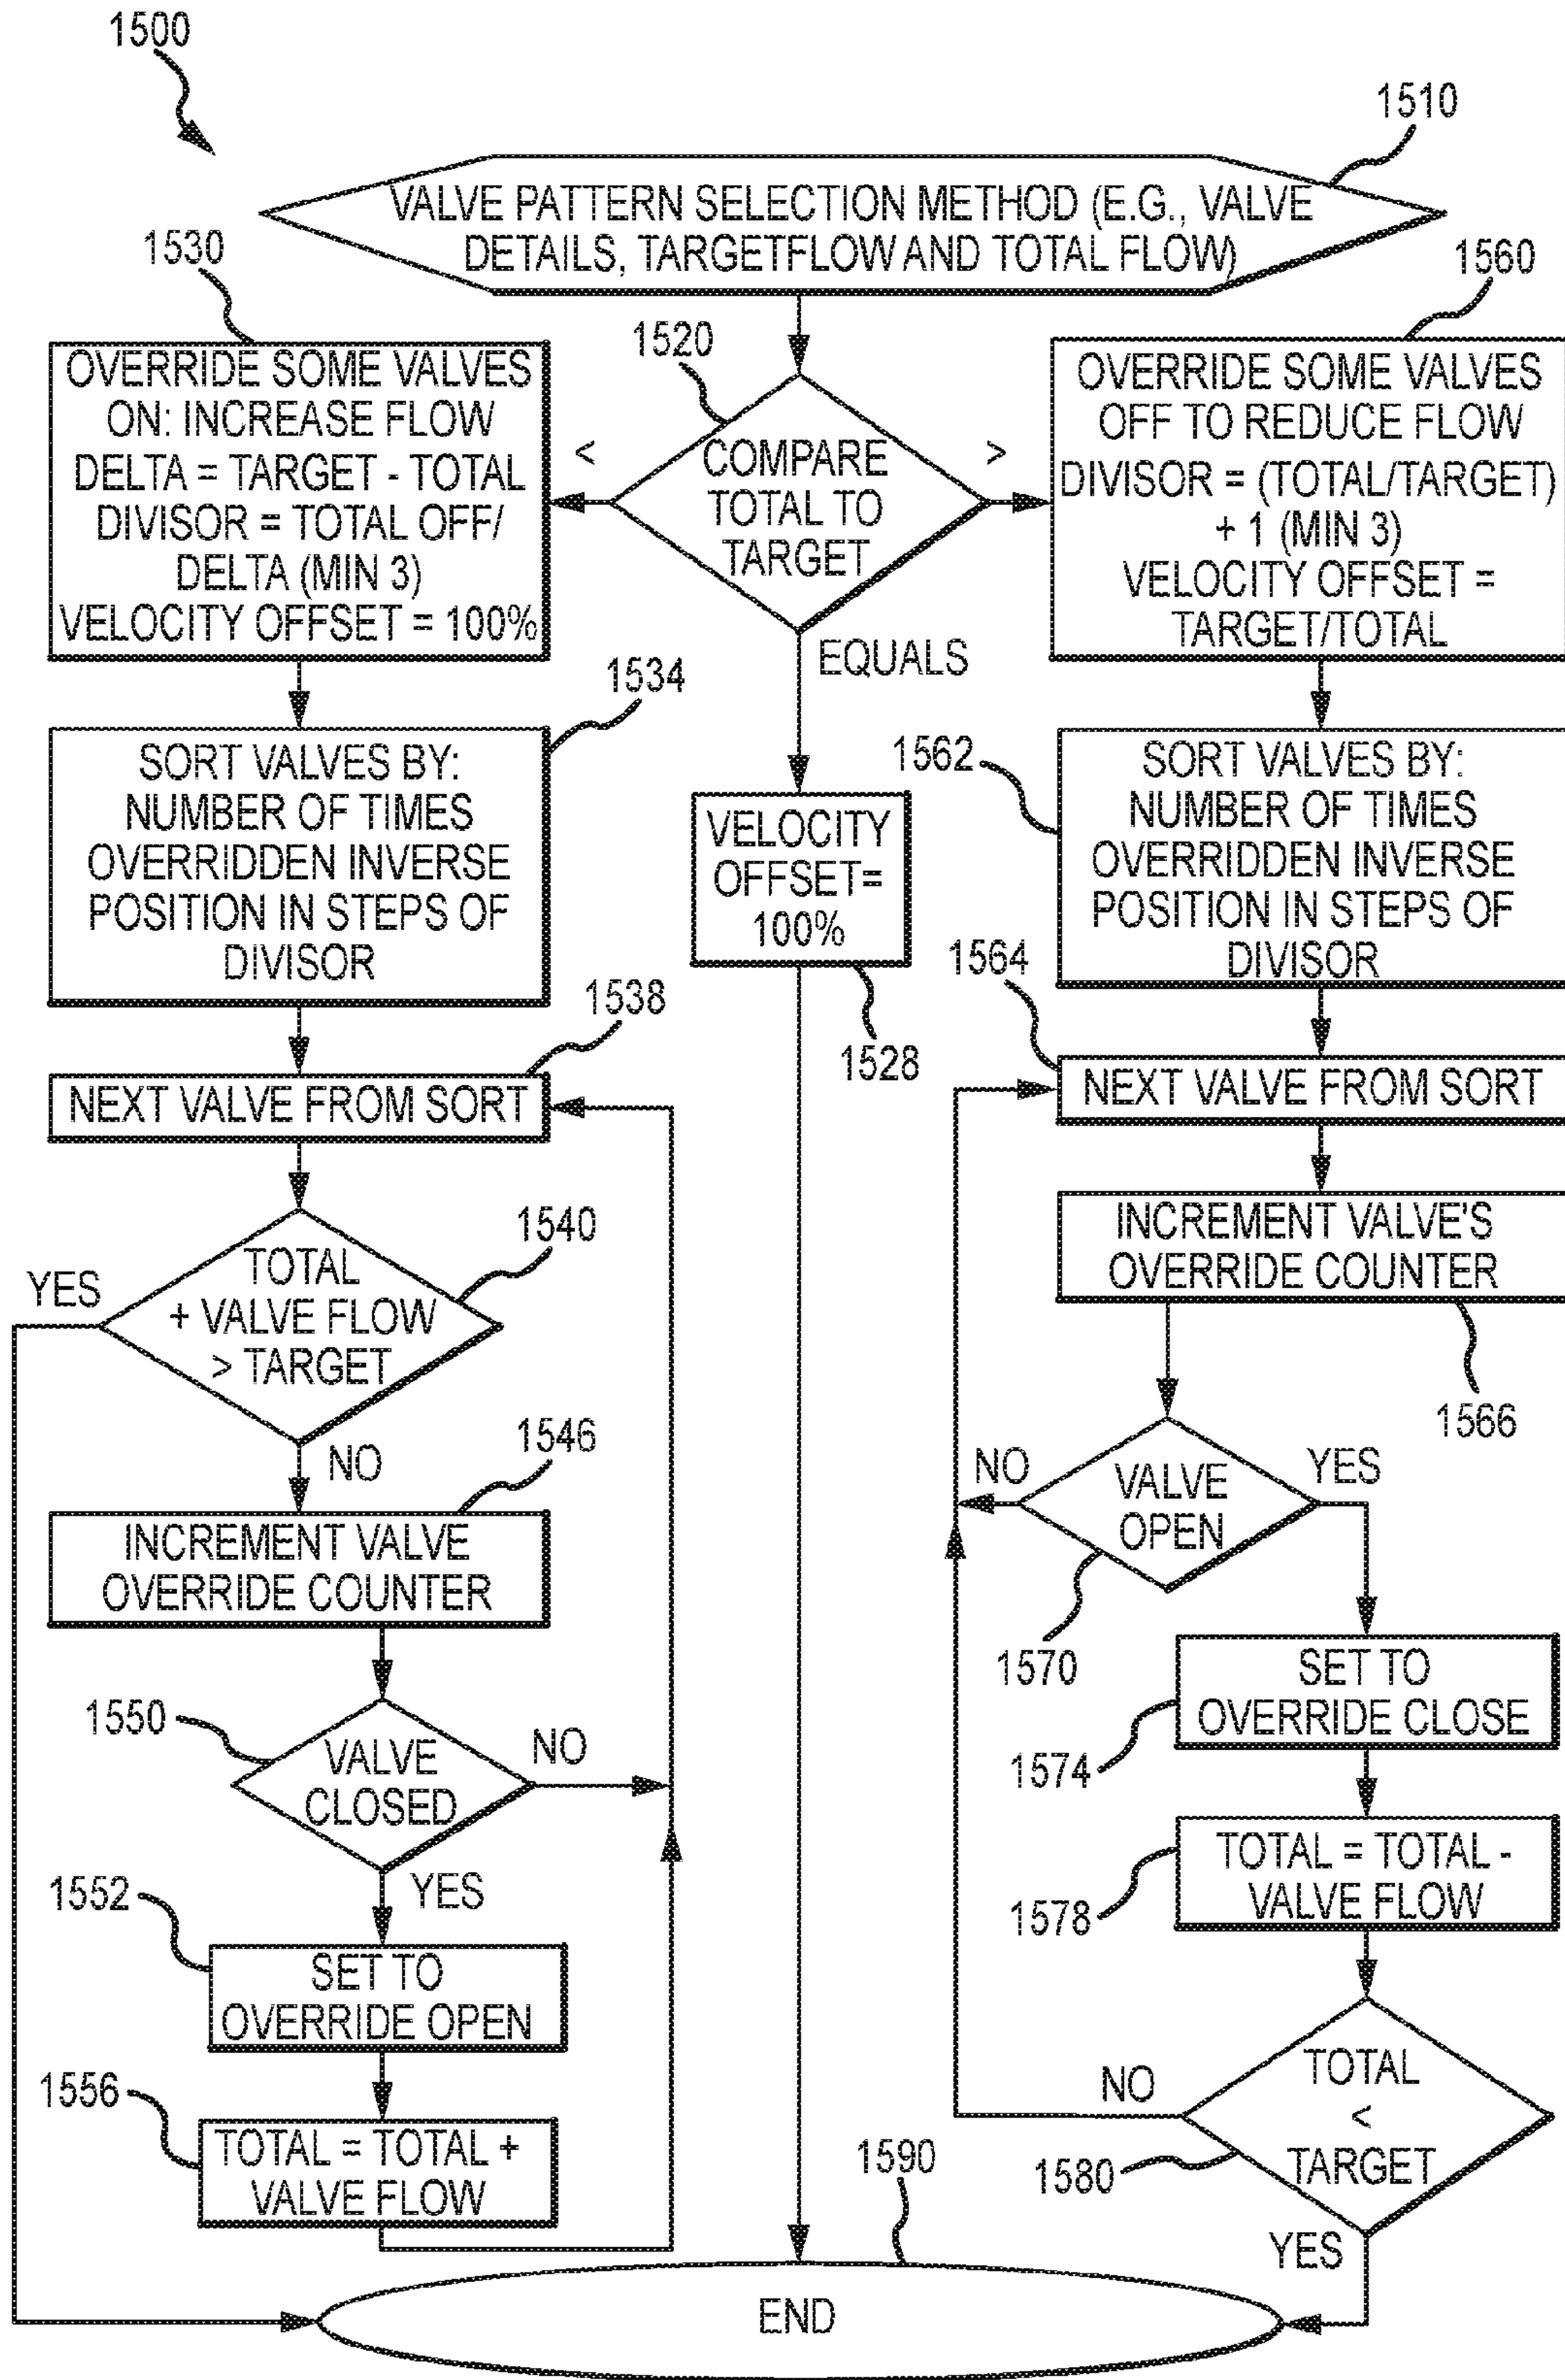 1500
1510
VALVE PATTERN SELECTION METHOD (E.G., VALVE
DETAILS, TARGETFLOW AND TOTAL FLOW)
1530
OVERRIDE SOME VALVES
ON: INCREASE FLOW
DELTA = TARGET - TOTAL
DIVISOR = TOTAL OFF/
DELTA (MIN 3)
VELOCITY OFFSET = 100%
1520
<
COMPARE
TOTAL TO
TARGET
>
EQUALS
1560
OVERRIDE SOME VALVES
OFF TO REDUCE FLOW
DIVISOR = (TOTAL/TARGET)
+ 1 (MIN 3)
VELOCITY OFFSET =
TARGET/TOTAL
1534
SORT VALVES BY:
NUMBER OF TIMES
OVERRIDDEN INVERSE
POSITION IN STEPS OF
DIVISOR
VELOCITY
OFFSET=
100%
1528
1562
SORT VALVES BY:
NUMBER OF TIMES
OVERRIDDEN INVERSE
POSITION IN STEPS OF
DIVISOR
1538
NEXT VALVE FROM SORT
1564
NEXT VALVE FROM SORT
1540
YES
TOTAL
+ VALVE FLOW
> TARGET
NO
INCREMENT VALVE'S
OVERRIDE COUNTER
1566
1546
INCREMENT VALVE
OVERRIDE COUNTER
NO
VALVE
OPEN
YES
1570
1550
VALVE
CLOSED
NO
YES
SET TO
OVERRIDE CLOSE
1574
1552
SET TO
OVERRIDE OPEN
TOTAL = TOTAL -
VALVE FLOW
1578
1556
TOTAL = TOTAL +
VALVE FLOW
NO
TOTAL
<
TARGET
1580
YES
1590
END